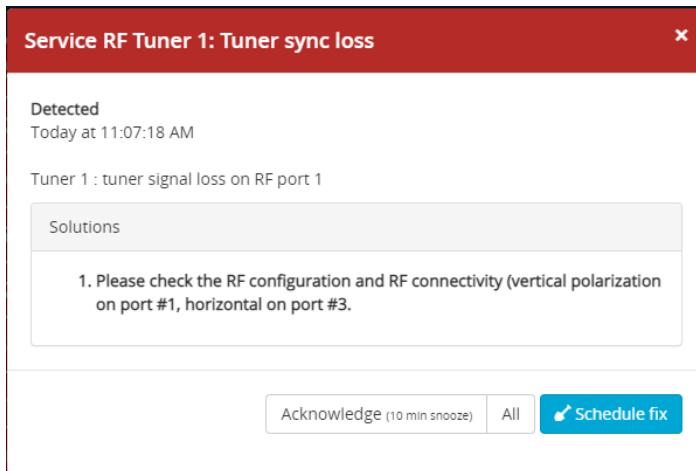 Service RF Tuner 1: Tuner sync loss
×
Detected
Today at 11:07:18 AM
Tuner 1 : tuner signal loss on RF port 1
Solutions
1. Please check the RF configuration and RF connectivity (vertical polarization
on port #1, horizontal on port #3.
Acknowledge (10 min snooze) All Schedule fix